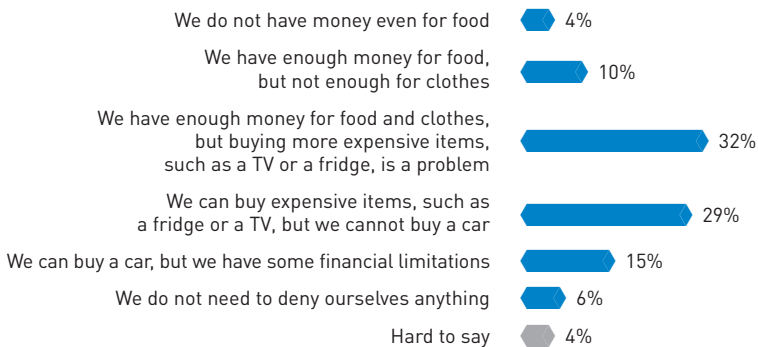 We do not have money even for food 4%
We have enough money for food,
but not enough for clothes 10%
We have enough money for food and clothes,
but buying more expensive items,
such as a TV or a fridge, is a problem 32%
We can buy expensive items, such as
a fridge or a TV, but we cannot buy a car 29%
We can buy a car, but we have some financial limitations 15%
We do not need to deny ourselves anything 6%
Hard to say 4%